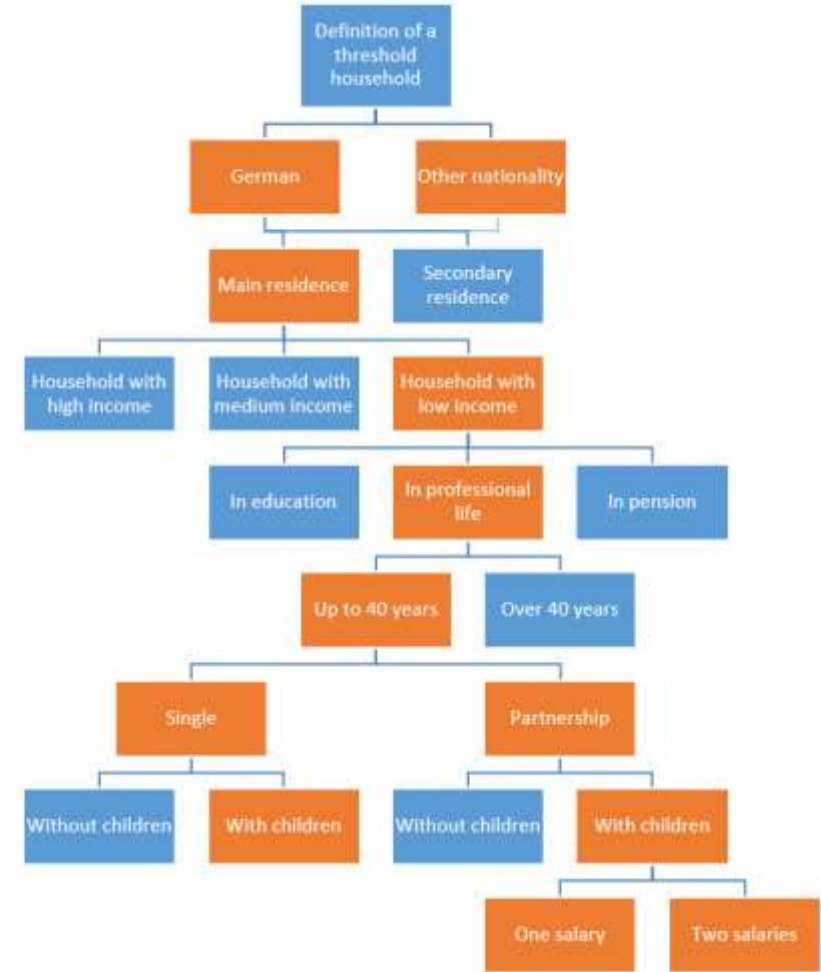 Definition of a
threshold
household
German
Other nationality
Main residence
Secondary
residence
Household with
high income
Household with
medium income
Household with
low income
In education
In professional
life
In pension
Up to 40 years
Over 40 years
Single
Partnership
Without children
With children
Without children
With children
One salary
Two salaries